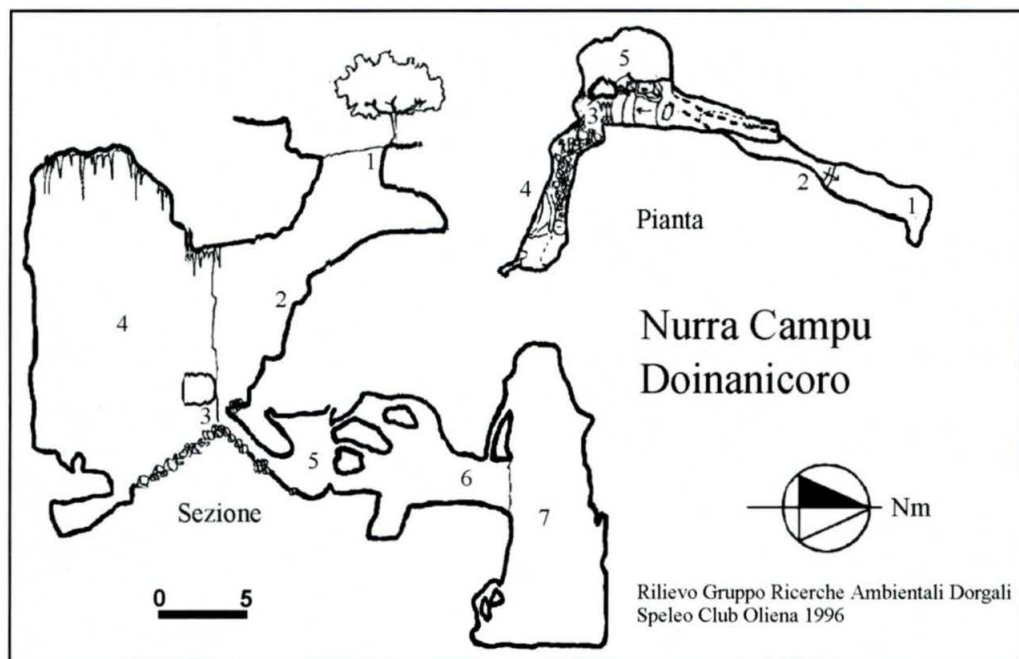 1
2
4
3
5
6
7
Sezione
0 5
5
3
4
2
1
Pianta
Nurra Campu
Doinanicoro
Nm
Rilievo Gruppo Ricerche Ambientali Dorgali
Speleo Club Oliena 1996